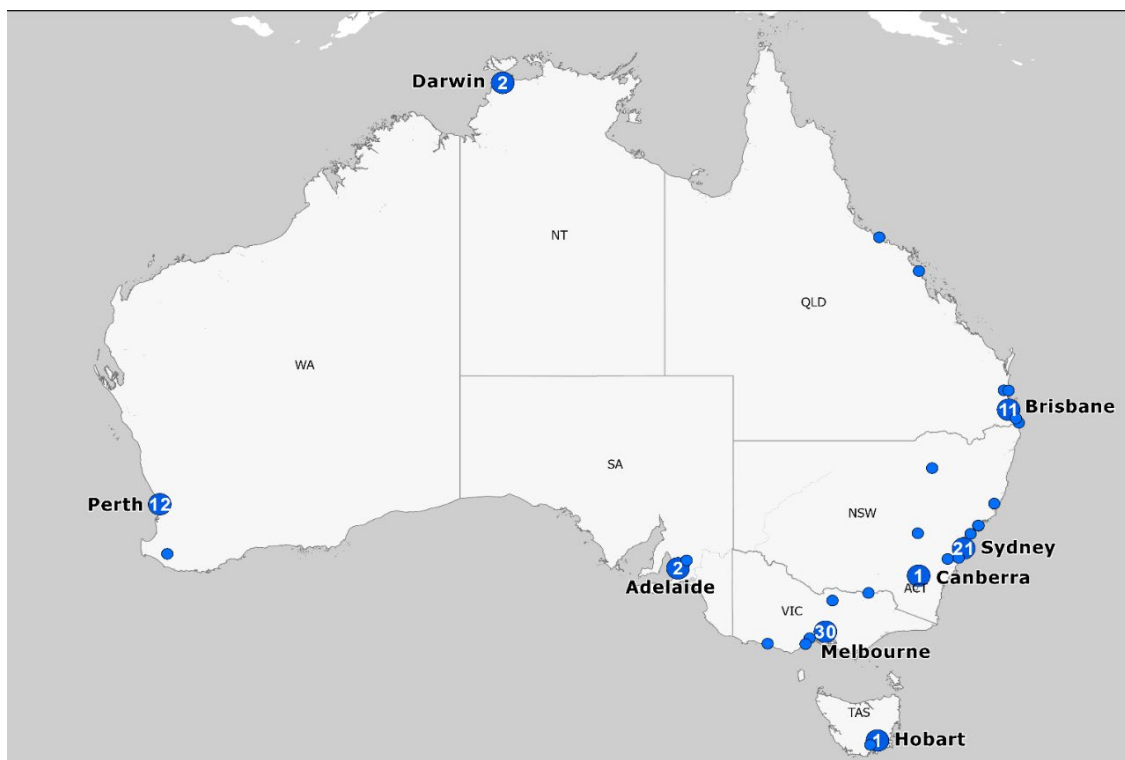 Darwin 2
NT
QLD
WA
11 Brisbane
SA
Perth 12
NSW
21 Sydney
2
Adelaide
1 Canberra
ACT
VIC
30
Melbourne
TAS
1 Hobart